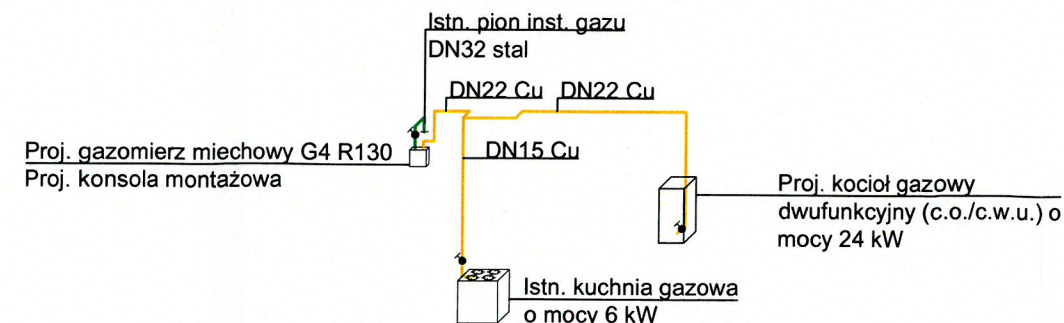 Istn. pion inst. gazu
DN32 stal
DN22 Cu
DN22 Cu
Proj. gazomierz miechowy G4 R130
Proj. konsola montażowa
DN15 Cu
Proj. kocioł gazowy
dwufunkcyjny (c.o./c.w.u.) o
mocy 24 kW
Istn. kuchnia gazowa
o mocy 6 kW